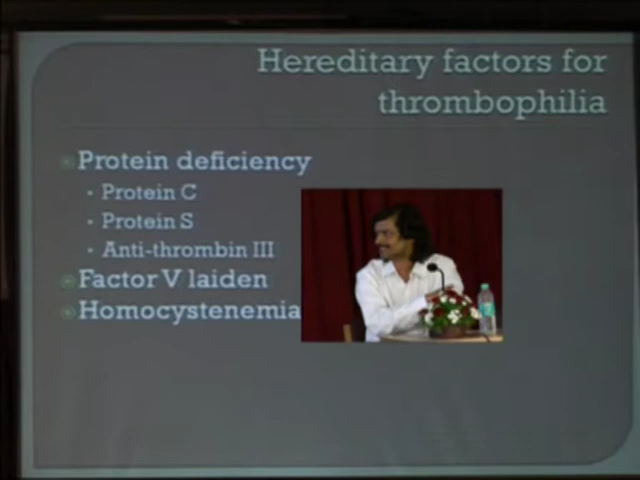 Hereditary factors for
thrombophilia
Protein deficiency
Protein C
Protein S
Anti-thrombin III
Factor V laiden
Homocystenemia